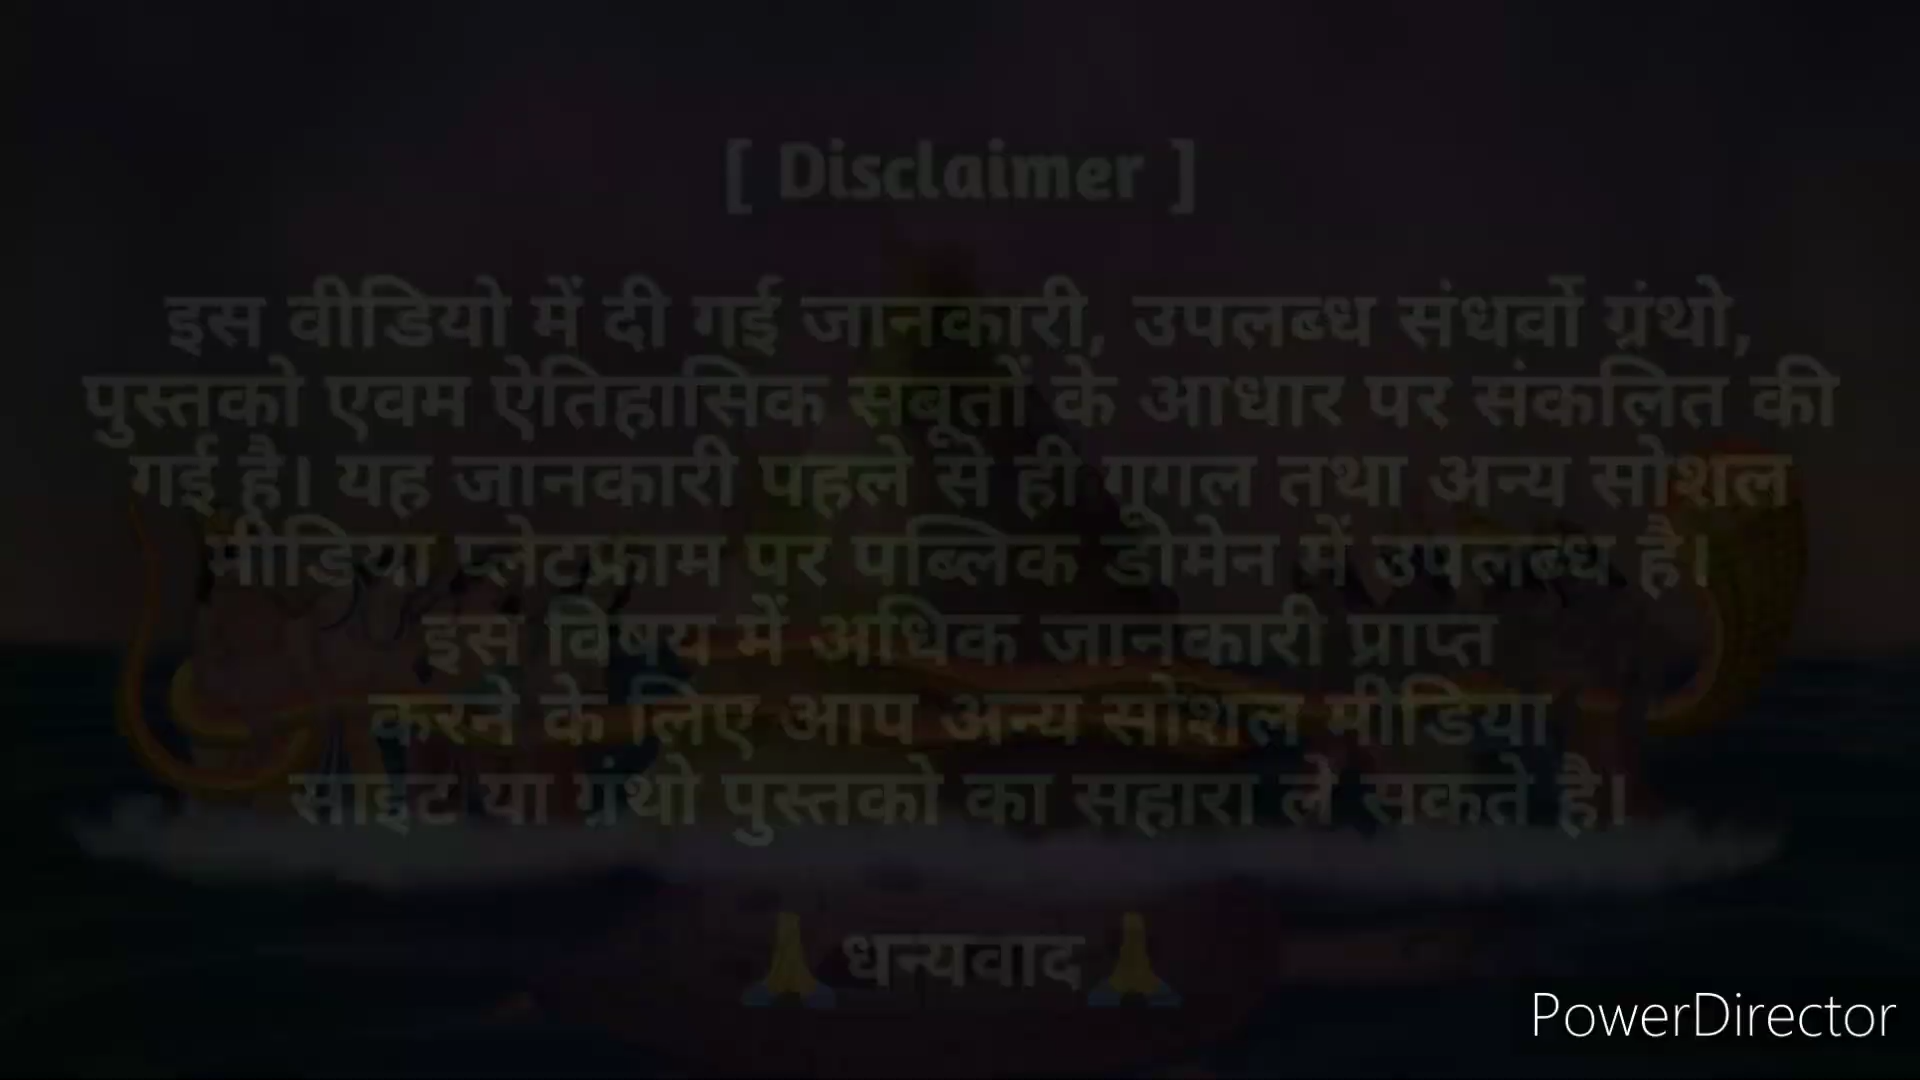 [ Disclaimer ]
इस वीडियो में दी गई जानकारी, उपलब्ध संधर्वो ग्रंथो,
पुस्तको एवम ऐतिहासिक सबूतों के आधार पर संकलित की
गई है। यह जानकारी पहले से ही गूगल तथा अन्य सोशल
मीडिया प्लेटफ्राम पर पब्लिक डोमेन में उपलब्ध है।
इस विषय में अधिक जानकारी प्राप्त
करने के लिए आप अन्य सोशल मीडिया
साइट या ग्रंथो पुस्तको का सहारा ले सकते है।
🙏धन्यवाद🙏
PowerDirector